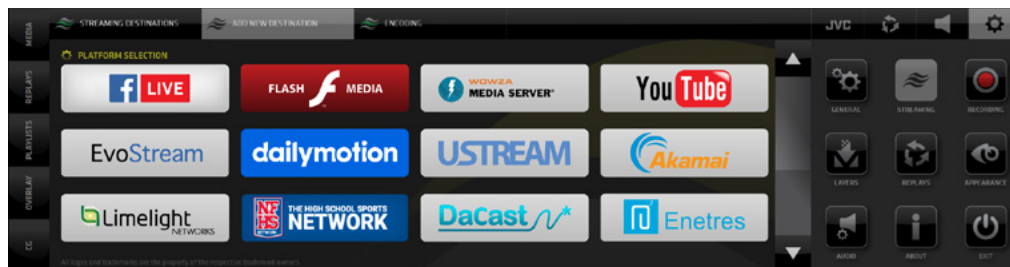 STREAMING DESTINATIONS
ADD NEW DESTINATION
ENCODING
JVC
MEDIA
REPLAYS
PLAYLISTS
OVERLAY
CG
PLATFORM SELECTION
f LIVE
FLASH f MEDIA
WOWZA
MEDIA SERVER
YouTube
EvoStream
dailymotion
USTREAM
Akamai
Limelight
NETWORKS
NFHS
NETWORK
THE HIGH SCHOOL SPORTS
NETWORK
DaCast
Enetres
All logos and trademarks are the property of the respective trademark owners
GENERAL
STREAMING
RECORDING
LAYERS
REPLAYS
APPEARANCE
AUDIO
ABOUT
EXIT